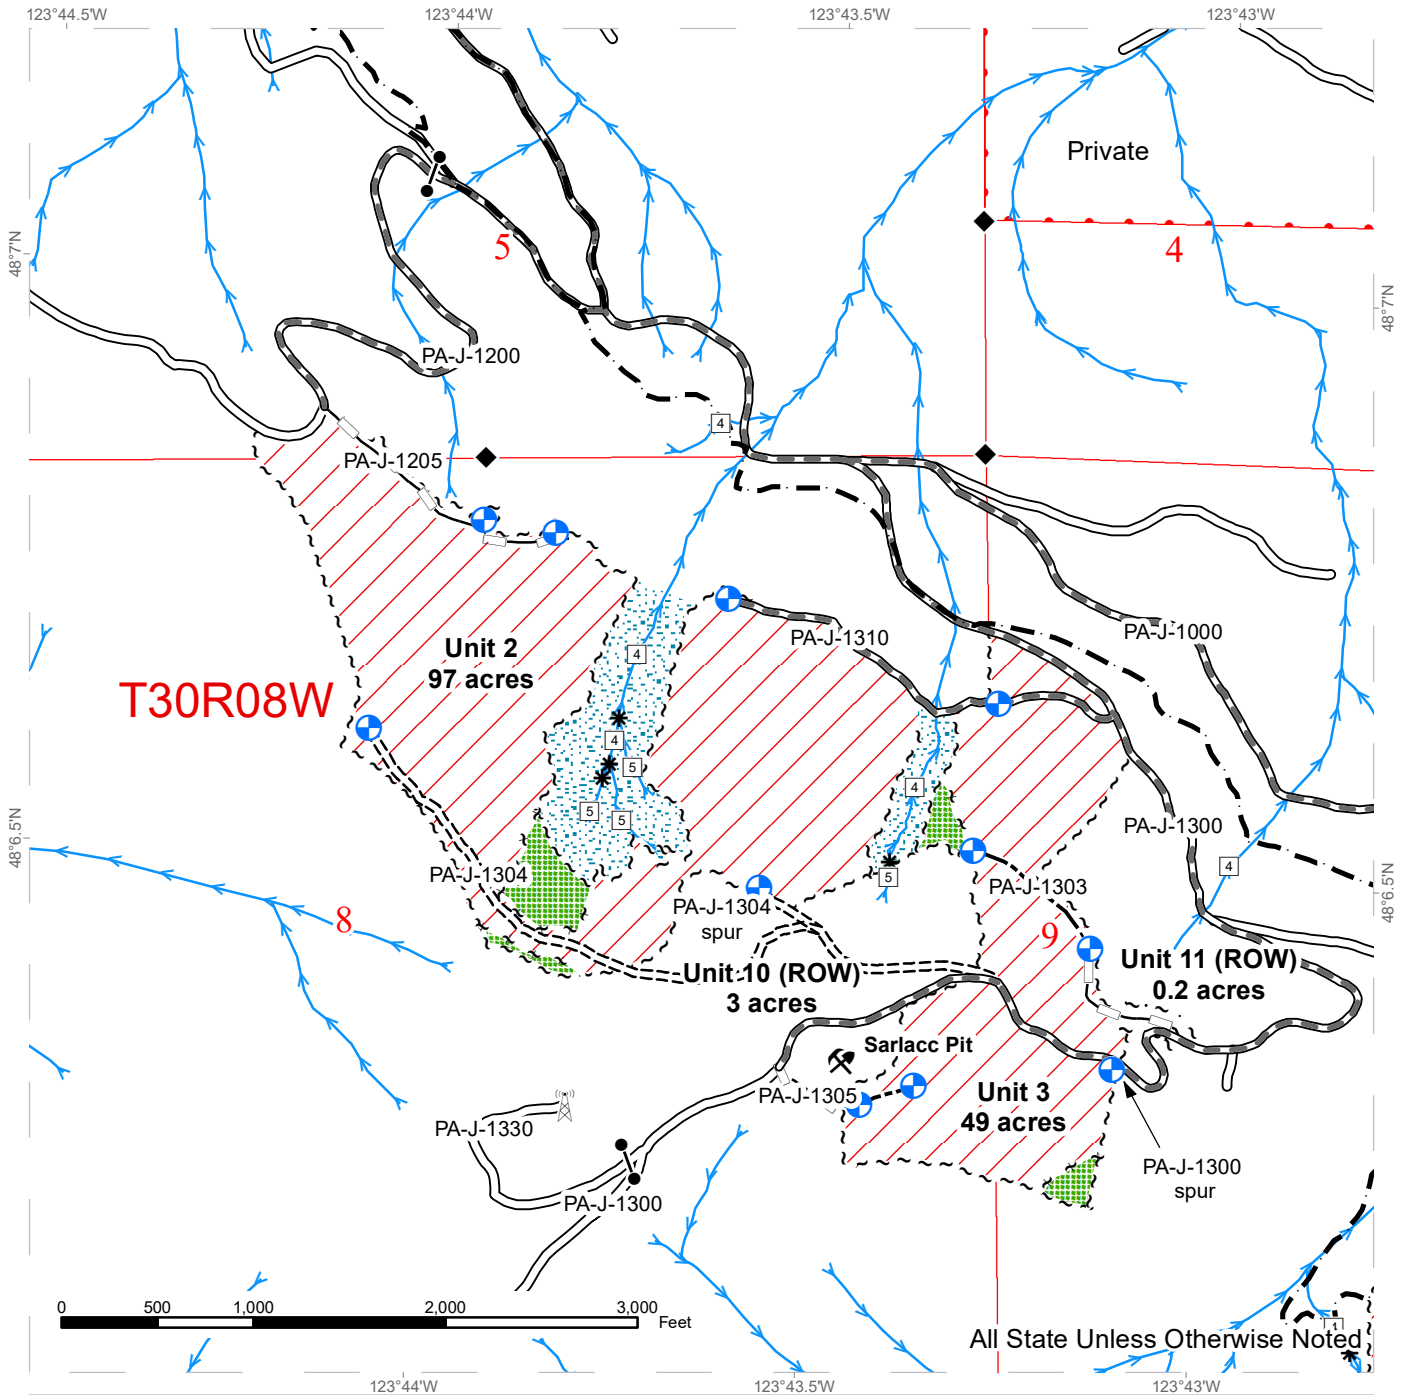 123°44.5'W
123°44'W
123°43.5'W
123°43'W
Private
5
4
48°7'N
48°7'N
PA-J-1200
4
PA-J-1205
PA-J-1310
PA-J-1000
Unit 2
97 acres
4
T30R08W
4
5
4
5
5
PA-J-1300
48°6.5'N
48°6.5'N
PA-J-1304
5
4
PA-J-1303
PA-J-1304
spur
8
9
Unit 10 (ROW)
3 acres
Unit 11 (ROW)
0.2 acres
Sarlacc Pit
PA-J-1305
Unit 3
49 acres
PA-J-1330
PA-J-1300
spur
PA-J-1300
0
500
1,000
2,000
3,000
Feet
All State Unless Otherwise Noted
123°44'W
123°43.5'W
123°43'W